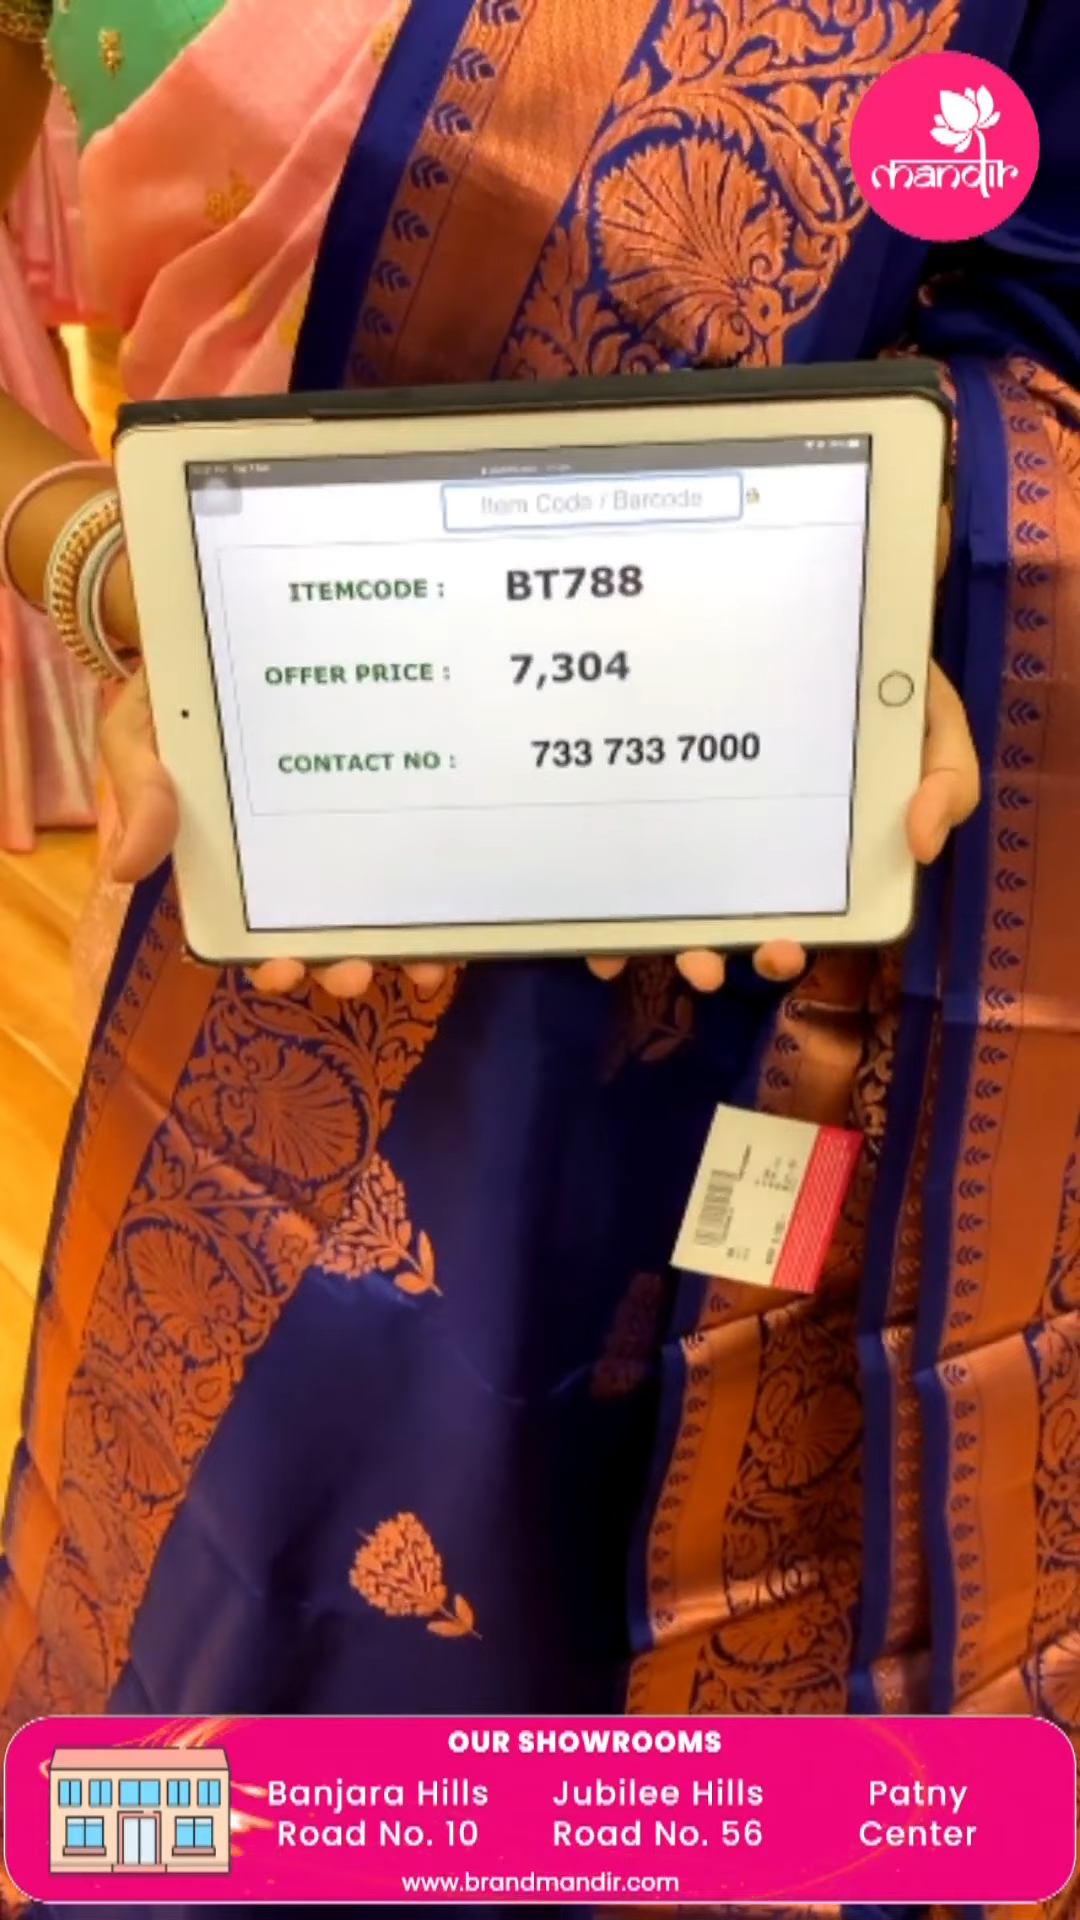 mandir
Item Code / Barcode
ITEMCODE : BT788
OFFER PRICE : 7,304
CONTACT NO : 733 733 7000
OUR SHOWROOMS
Banjara Hills Road No. 10
Jubilee Hills Road No. 56
Patny Center
www.brandmandir.com